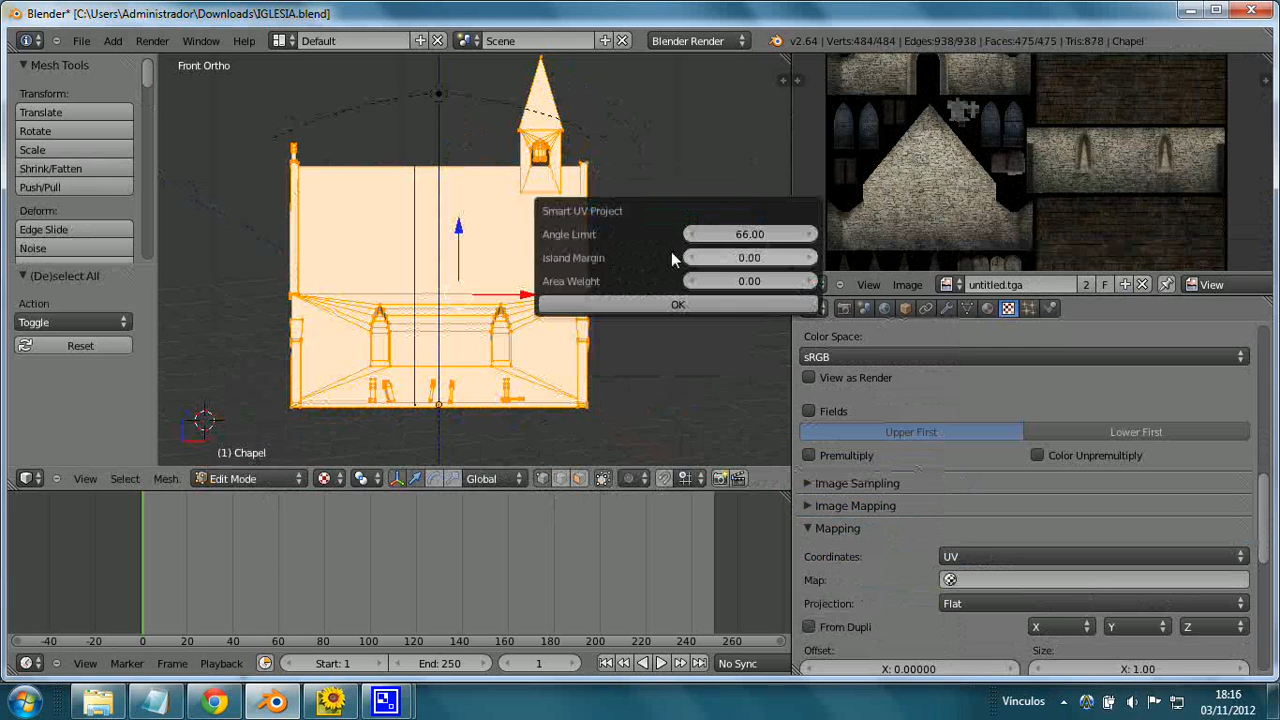 Blender* [C:\Users\Administrador\Downloads\IGLESIA.blend]
File Add Render Window Help Default Scene Blender Render v2.64 | Verts:484/484 | Edges:938/938 | Faces:475/475 | Tris:878 | Chapel
Mesh Tools
Transform:
Translate
Rotate
Scale
Shrink/Fatten
Push/Pull
Deform:
Edge Slide
Noise
(De)select All
Action
Toggle
Reset
Front Ortho
(1) Chapel
Smart UV Project
Angle Limit 66.00
Island Margin 0.00
Area Weight 0.00
OK
View Select Mesh Edit Mode Global
View Image untitled.tga 2 F View
Color Space:
sRGB
View as Render
Fields
Upper First Lower First
Premultiply Color Unpremultiply
Image Sampling
Image Mapping
Mapping
Coordinates: UV
Map:
Projection: Flat
From Dupli X Y Z
Offset: Size:
X: 0.00000 X: 1.00
-40 -20 0 20 40 60 80 100 120 140 160 180 200 220 240 260
View Marker Frame Playback Start: 1 End: 250 1 No Sync
Vínculos
18:16
03/11/2012